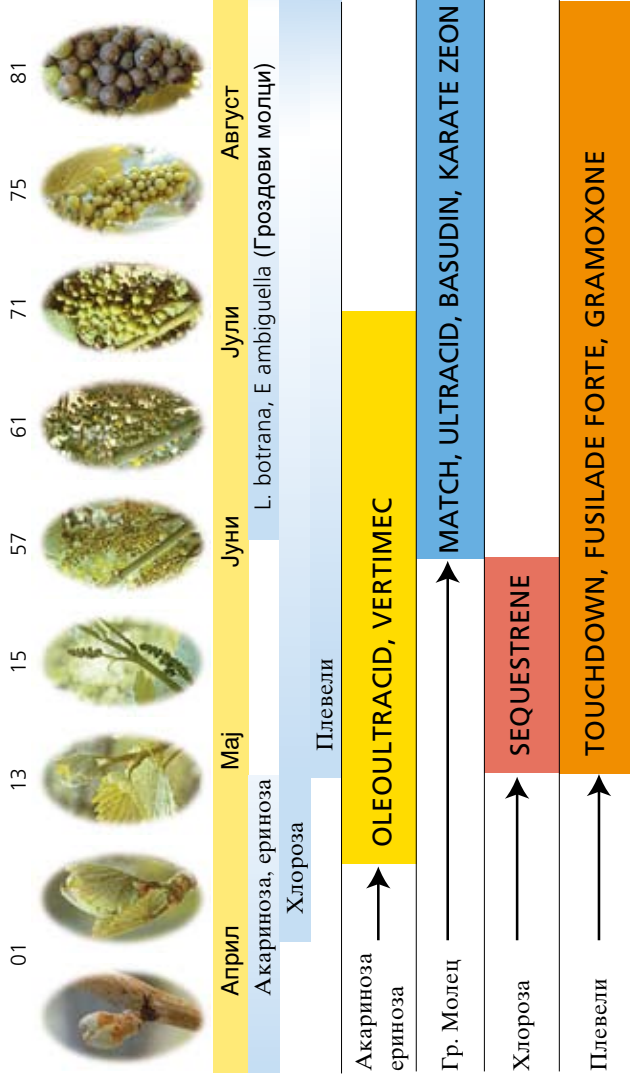 01 13 15 57 61 71 75 81
Април Мај Јуни Јули Август
Акариноза, ериноза
L. botrana, E ambiguella (Гроздови молци)
Хлороза
Плевели
Акариноза
ериноза
OLEOULTRACID, VERTIMEC
Гр. Молец
MATCH, ULTRACID, BASUDIN, KARATE ZEON
Хлороза
SEQUESTRENE
Плевели
TOUCHDOWN, FUSILADE FORTE, GRAMOXONE